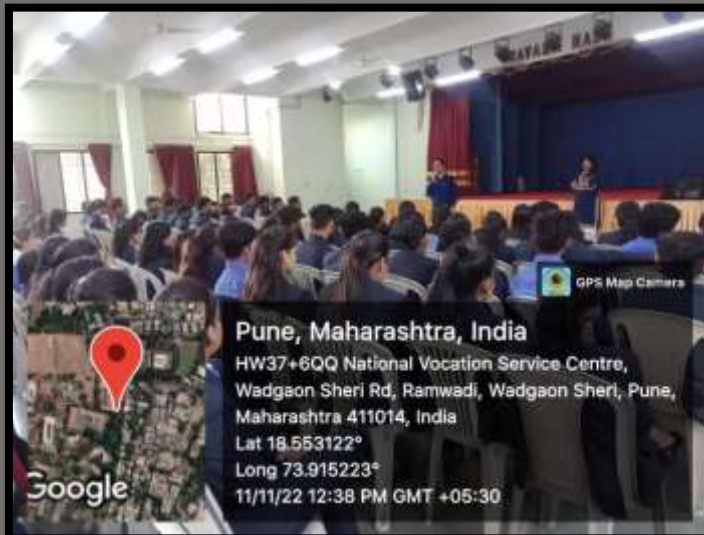 GPS Map Camera
Pune, Maharashtra, India
HW37+6QQ National Vocation Service Centre,
Wadgaon Sheri Rd, Ramwadi, Wadgaon Sheri, Pune,
Maharashtra 411014, India
Lat 18.553122°
Long 73.915223°
11/11/22 12:38 PM GMT +05:30
Google